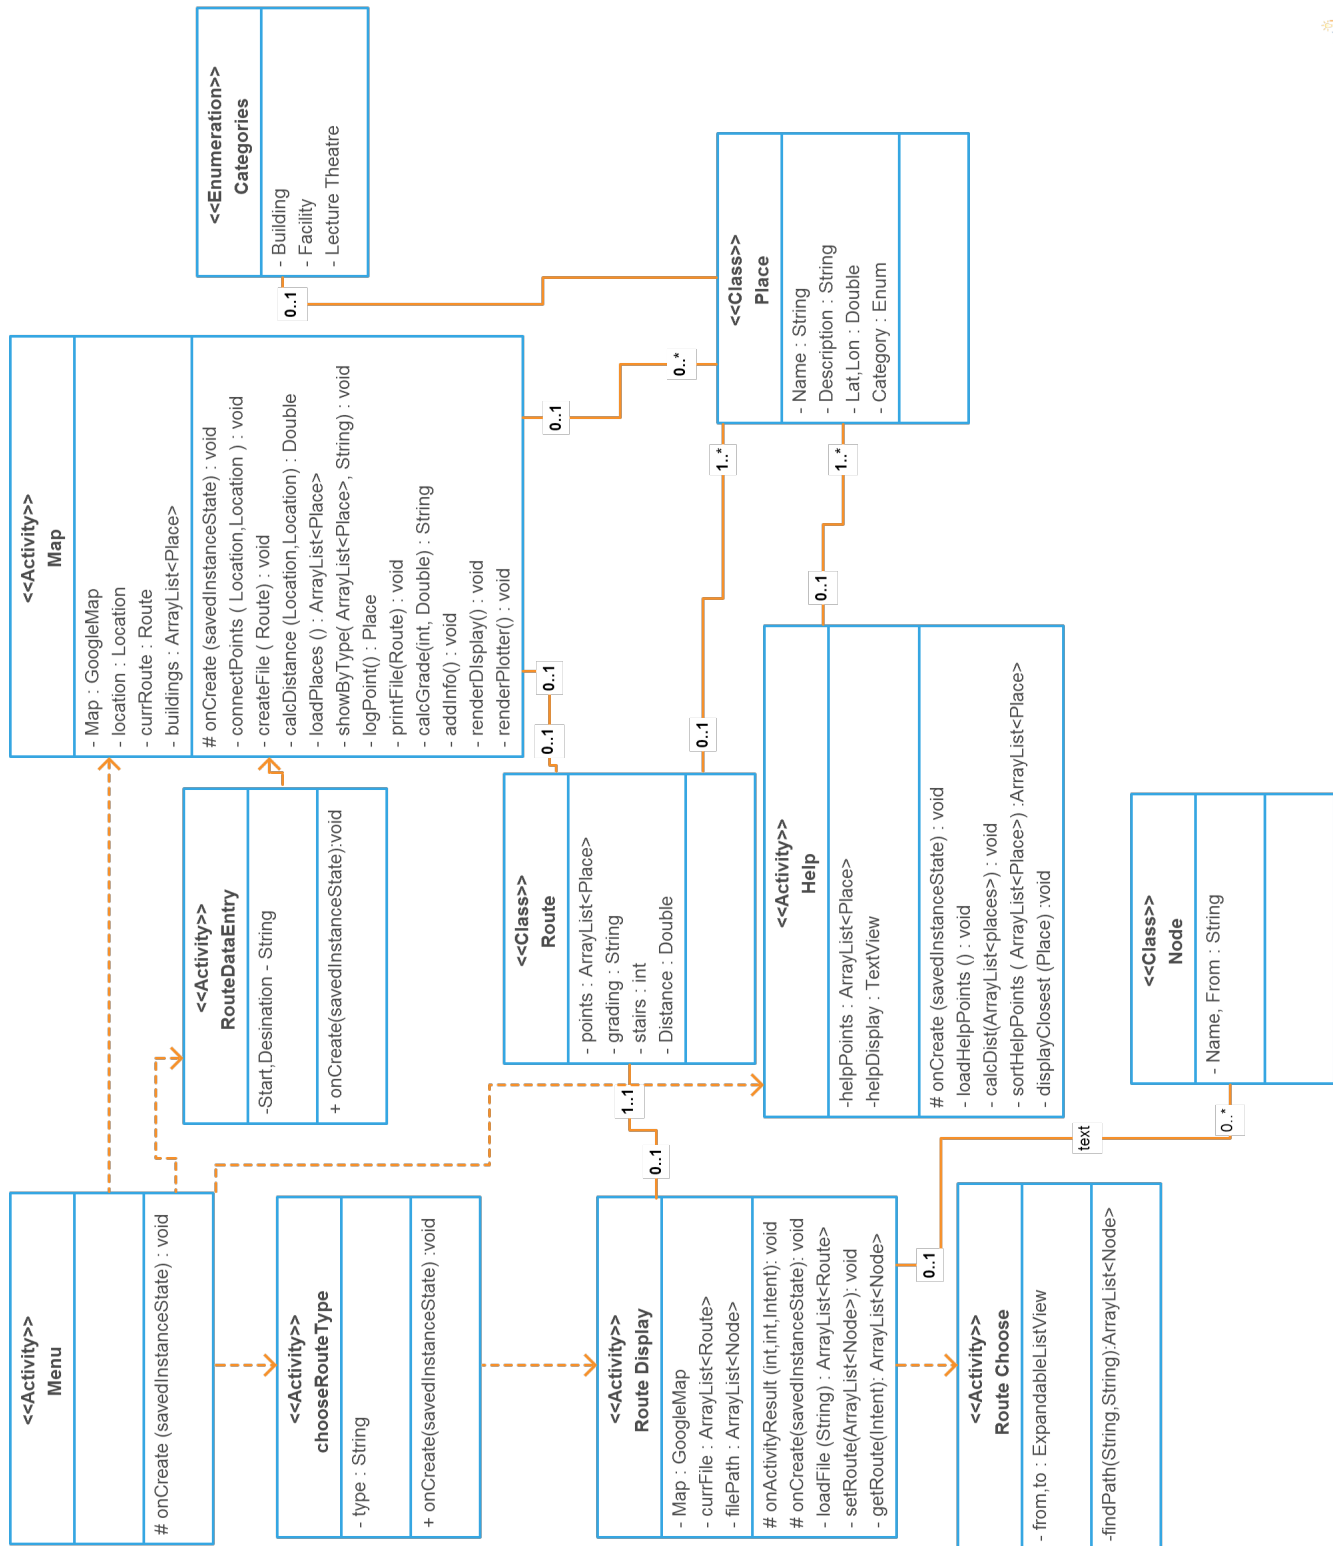 <<Enumeration>>
Categories
- Building
- Facility
- Lecture Theatre
<<Activity>>
Map
- Map : GoogleMap
- location : Location
- currRoute : Route
- buildings : ArrayList<Place>
# onCreate (savedInstanceState) : void
- connectPoints ( Location,Location ) : void
- createFile ( Route) : void
- calcDistance (Location,Location) : Double
- loadPlaces () : ArrayList<Place>
- showByType( ArrayList<Place>, String) : void
- logPoint() : Place
- printFile(Route) : void
- calcGrade(int, Double) : String
- addInfo() : void
- renderDIsplay() : void
- renderPlotter() : void
<<Class>>
Place
- Name : String
- Description : String
- Lat,Lon : Double
- Category : Enum
0..1
0..1
0..*
0..1
0..1
1..*
1..*
0..1
0..1
<<Activity>>
RouteDataEntry
-Start,Desination - String
+ onCreate(savedInstanceState):void
<<Class>>
Route
- points : ArrayList<Place>
- grading : String
- stairs : int
- Distance : Double
<<Activity>>
Help
-helpPoints : ArrayList<Place>
-helpDisplay : TextView
# onCreate (savedInstanceState) : void
- loadHelpPoints () : void
- calcDist(ArrayList<places>) : void
- sortHelpPoints ( ArrayList<Place>) :ArrayList<Place>
- displayClosest (Place) :void
<<Class>>
Node
- Name, From : String
1..1
0..1
0..*
text
0..1
<<Activity>>
Menu
# onCreate (savedInstanceState) : void
<<Activity>>
chooseRouteType
- type : String
+ onCreate(savedInstanceState) :void
<<Activity>>
Route Display
- Map : GoogleMap
- currFile : ArrayList<Route>
- filePath : ArrayList<Node>
# onActivityResult (int,int,Intent): void
# onCreate(savedInstanceState): void
- loadFile (String) : ArrayList<Route>
- setRoute(ArrayList<Node>): void
- getRoute(Intent): ArrayList<Node>
<<Activity>>
Route Choose
- from,to : ExpandableListView
-findPath(String,String):ArrayList<Node>